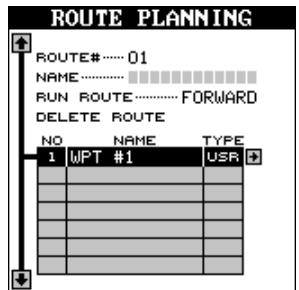 ROUTE PLANNING
ROUTE#······01
NAME············
RUN ROUTE············FORWARD
DELETE ROUTE
NO NAME TYPE
1 WPT #1 USR